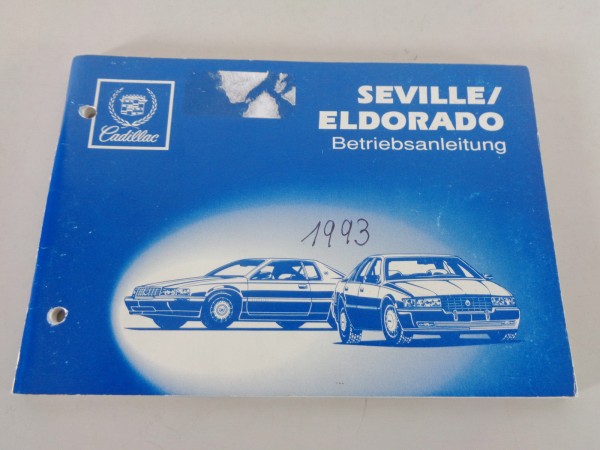 SEVILLE/
ELDORADO
Betriebsanleitung
Cadillac
1993